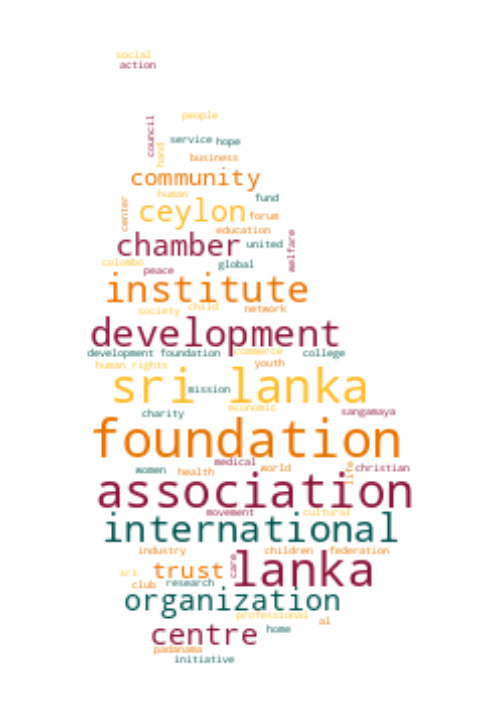 social
action
people
council
service hope
hand
business
community
human
fund
center
ceylon
forum
education
chamber
united
welfare
colombo
global
peace
institute
society child
network
development
development foundation
commerce
college
human rights
youth
sri lanka
mission
economic
charity
sangamaya
foundation
medical
women
health
world
life
christian
association
movement
cultural
international
industry
children
federation
trust
care
lanka
sri
club
research
organization
professional
al
centre
home
padanama
initiative